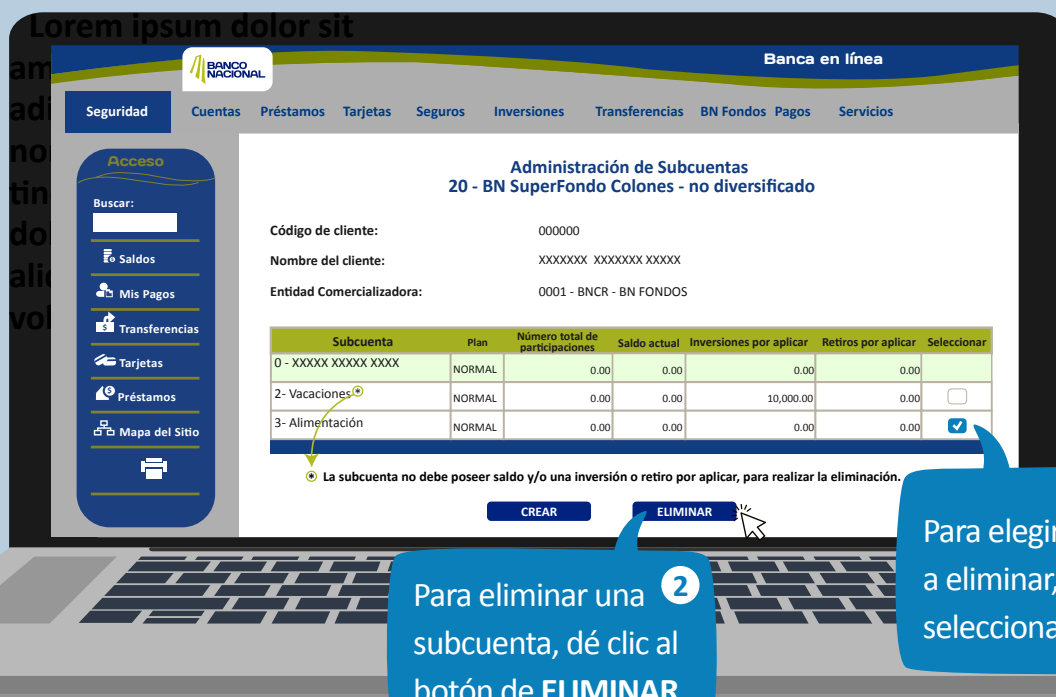 Lorem ipsum dolor sit
am
adi
no
tin
dol
ali
vol
BANCO
NACIONAL
Banca en línea
Seguridad Cuentas Préstamos Tarjetas Seguros Inversiones Transferencias BN Fondos Pagos Servicios
Acceso
Buscar:
Saldos
Mis Pagos
Transferencias
Tarjetas
Préstamos
Mapa del Sitio
Administración de Subcuentas
20 - BN SuperFondo Colones - no diversificado
Código de cliente: 000000
Nombre del cliente: XXXXXXX XXXXXXX XXXXX
Entidad Comercializadora: 0001 - BNCR - BN FONDOS
Subcuenta Plan Número total de participaciones Saldo actual Inversiones por aplicar Retiros por aplicar Seleccionar
0 - XXXXX XXXXX XXXX NORMAL 0.00 0.00 0.00 0.00
2- Vacaciones NORMAL 0.00 0.00 10,000.00 0.00
3- Alimentación NORMAL 0.00 0.00 0.00 0.00
La subcuenta no debe poseer saldo y/o una inversión o retiro por aplicar, para realizar la eliminación.
CREAR ELIMINAR
Para eliminar una 2
subcuenta, dé clic al
botón de ELIMINAR
Para elegir
a eliminar,
selecciona